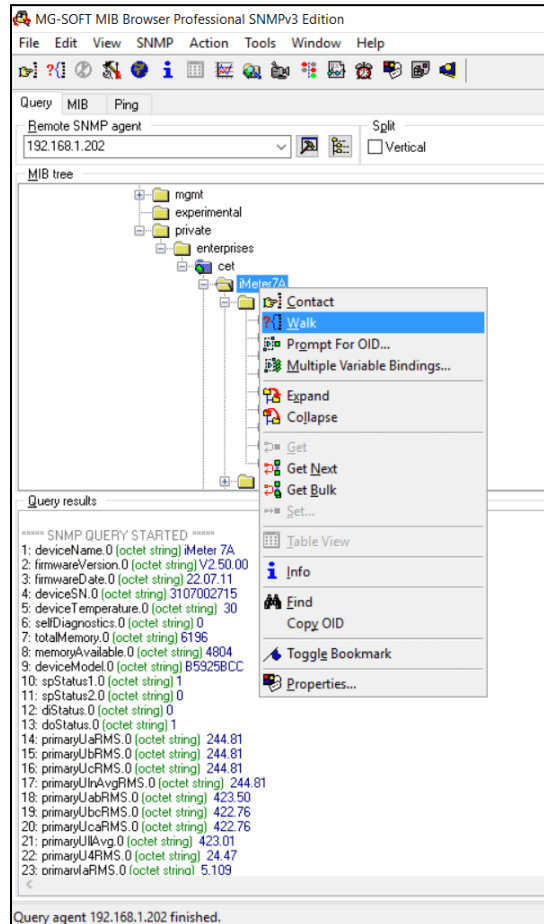 MG-SOFT MIB Browser Professional SNMPv3 Edition
File Edit View SNMP Action Tools Window Help
Query MIB Ping
Remote SNMP agent
Split
192.168.1.202
Vertical
MIB tree
mgmt
experimental
private
enterprises
cet
iMeter7A
Contact
Walk
Prompt For OID...
Multiple Variable Bindings...
Expand
Collapse
Get
Get Next
Get Bulk
Set...
Table View
Info
Find
Copy OID
Toggle Bookmark
Properties...
Query results
***** SNMP QUERY STARTED *****
1: deviceName.0 (octet string) iMeter 7A
2: firmwareVersion.0 (octet string) V2.50.00
3: firmwareDate.0 (octet string) 22.07.11
4: deviceSN.0 (octet string) 3107002715
5: deviceTemperature.0 (octet string) 30
6: selfDiagnostics.0 (octet string) 0
7: totalMemory.0 (octet string) 6196
8: memoryAvailable.0 (octet string) 4804
9: deviceModel.0 (octet string) B5925BCC
10: spStatus1.0 (octet string) 1
11: spStatus2.0 (octet string) 0
12: diStatus.0 (octet string) 0
13: doStatus.0 (octet string) 1
14: primaryUaRMS.0 (octet string) 244.81
15: primaryUbRMS.0 (octet string) 244.81
16: primaryUcRMS.0 (octet string) 244.81
17: primaryUlnAvgRMS.0 (octet string) 244.81
18: primaryUabRMS.0 (octet string) 423.50
19: primaryUbcRMS.0 (octet string) 422.76
20: primaryUcaRMS.0 (octet string) 422.76
21: primaryUllAvg.0 (octet string) 423.01
22: primaryU4RMS.0 (octet string) 24.47
23: primaryIaRMS.0 (octet string) 5.109
Query agent 192.168.1.202 finished.